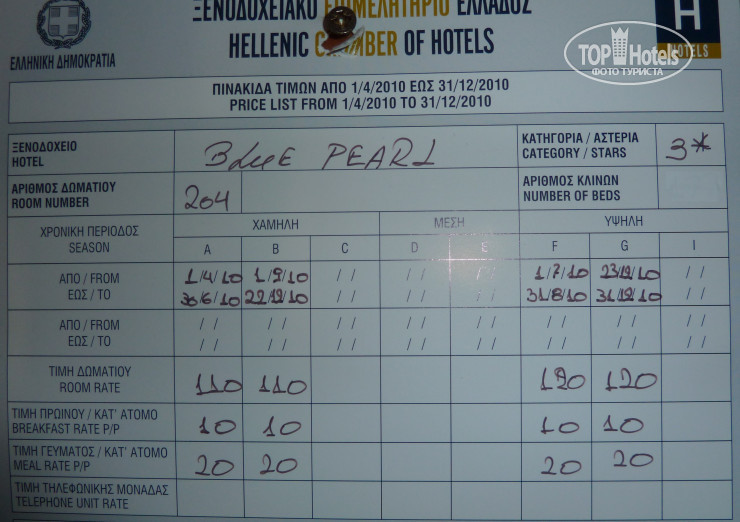 ΞΕΝΟΔΟΧΕΙΑΚΟ ΕΠΙΜΕΛΗΤΗΡΙΟ ΕΛΛΑΔΟΣ
HELLENIC CHAMBER OF HOTELS
ΕΛΛΗΝΙΚΗ ΔΗΜΟΚΡΑΤΙΑ
H
HOTELS
TOP Hotels
ФОТО ТУРИСТА
ΠΙΝΑΚΙΔΑ ΤΙΜΩΝ ΑΠΟ 1/4/2010 ΕΩΣ 31/12/2010
PRICE LIST FROM 1/4/2010 TO 31/12/2010
ΞΕΝΟΔΟΧΕΙΟ BLUE PEARL ΚΑΤΗΓΟΡΙΑ / ΑΣΤΕΡΙΑ 3*
HOTEL CATEGORY / STARS
ΑΡΙΘΜΟΣ ΔΩΜΑΤΙΟΥ 204 ΑΡΙΘΜΟΣ ΚΛΙΝΩΝ
ROOM NUMBER NUMBER OF BEDS
ΧΡΟΝΙΚΗ ΠΕΡΙΟΔΟΣ ΧΑΜΗΛΗ ΜΕΣΗ ΥΨΗΛΗ
SEASON A B C D E F G I
ΑΠΟ / FROM 1/4/10 1/9/10 / / / / / / 1/7/10 23/12/10 / /
ΕΩΣ / TO 30/6/10 22/12/10 / / / / / / 31/8/10 31/12/10 / /
ΑΠΟ / FROM / / / / / / / / / / / / / / / /
ΕΩΣ / TO / / / / / / / / / / / / / / / /
ΤΙΜΗ ΔΩΜΑΤΙΟΥ
ROOM RATE 110 110 120 120
ΤΙΜΗ ΠΡΩΙΝΟΥ / ΚΑΤ' ΑΤΟΜΟ
BREAKFAST RATE P/P 10 10 10 10
ΤΙΜΗ ΓΕΥΜΑΤΟΣ / ΚΑΤ' ΑΤΟΜΟ
MEAL RATE P/P 20 20 20 20
ΤΙΜΗ ΤΗΛΕΦΩΝΙΚΗΣ ΜΟΝΑΔΑΣ
TELEPHONE UNIT RATE